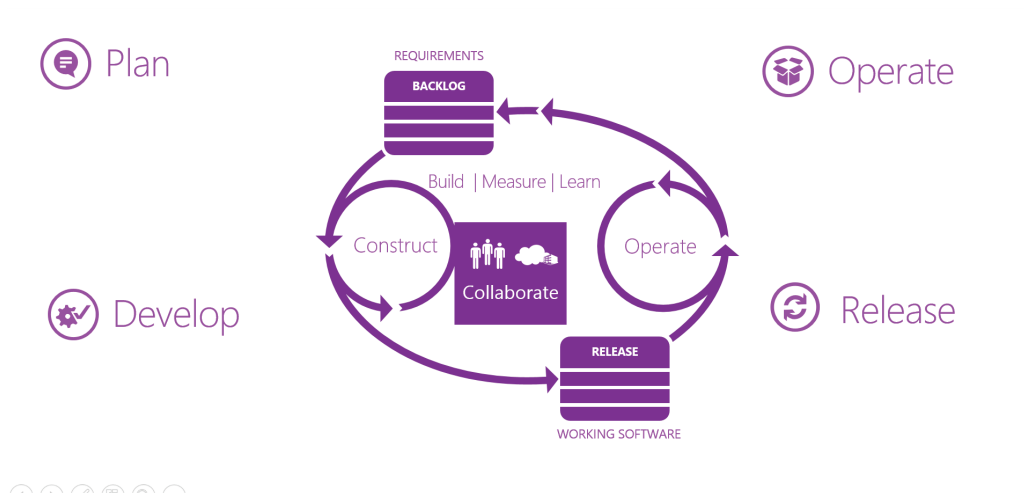 Plan
REQUIREMENTS
BACKLOG
Operate
Build | Measure | Learn
Construct
Operate
Collaborate
Develop
Release
RELEASE
WORKING SOFTWARE